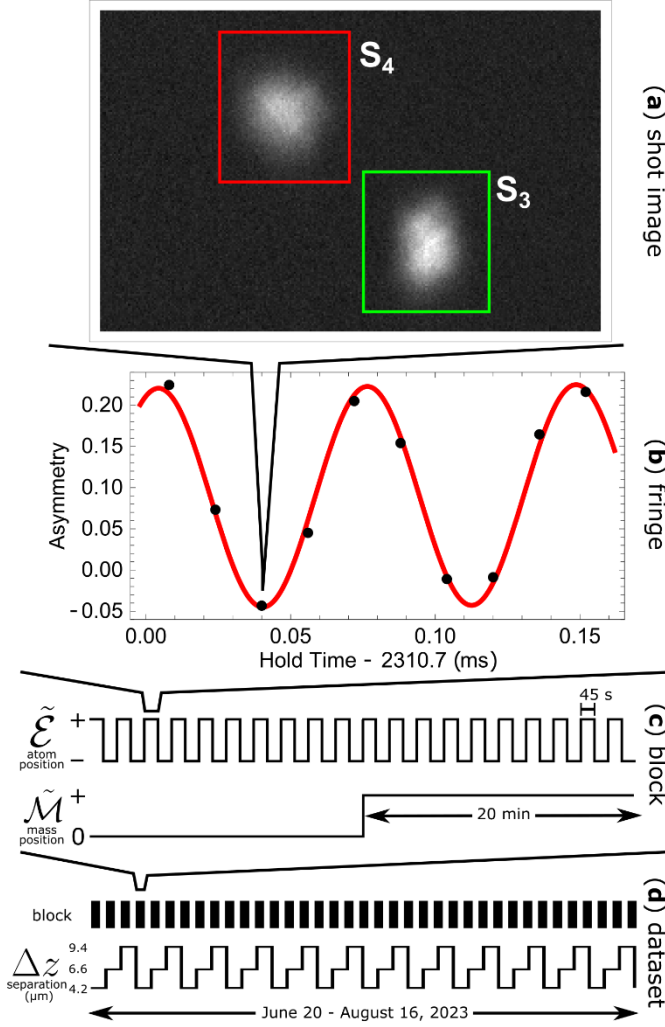 S₄
S₃
(a) shot image
0.20
0.15
0.10
0.05
0.00
-0.05
Asymmetry
0.00 0.05 0.10 0.15
Hold Time - 2310.7 (ms)
(b) fringe
45 s
+
ℰ̃
atom
position
−
(c) block
+
ℳ̃
mass
position
0
20 min
block
Δz
separation
(μm)
9.4
6.6
4.2
(d) dataset
June 20 - August 16, 2023